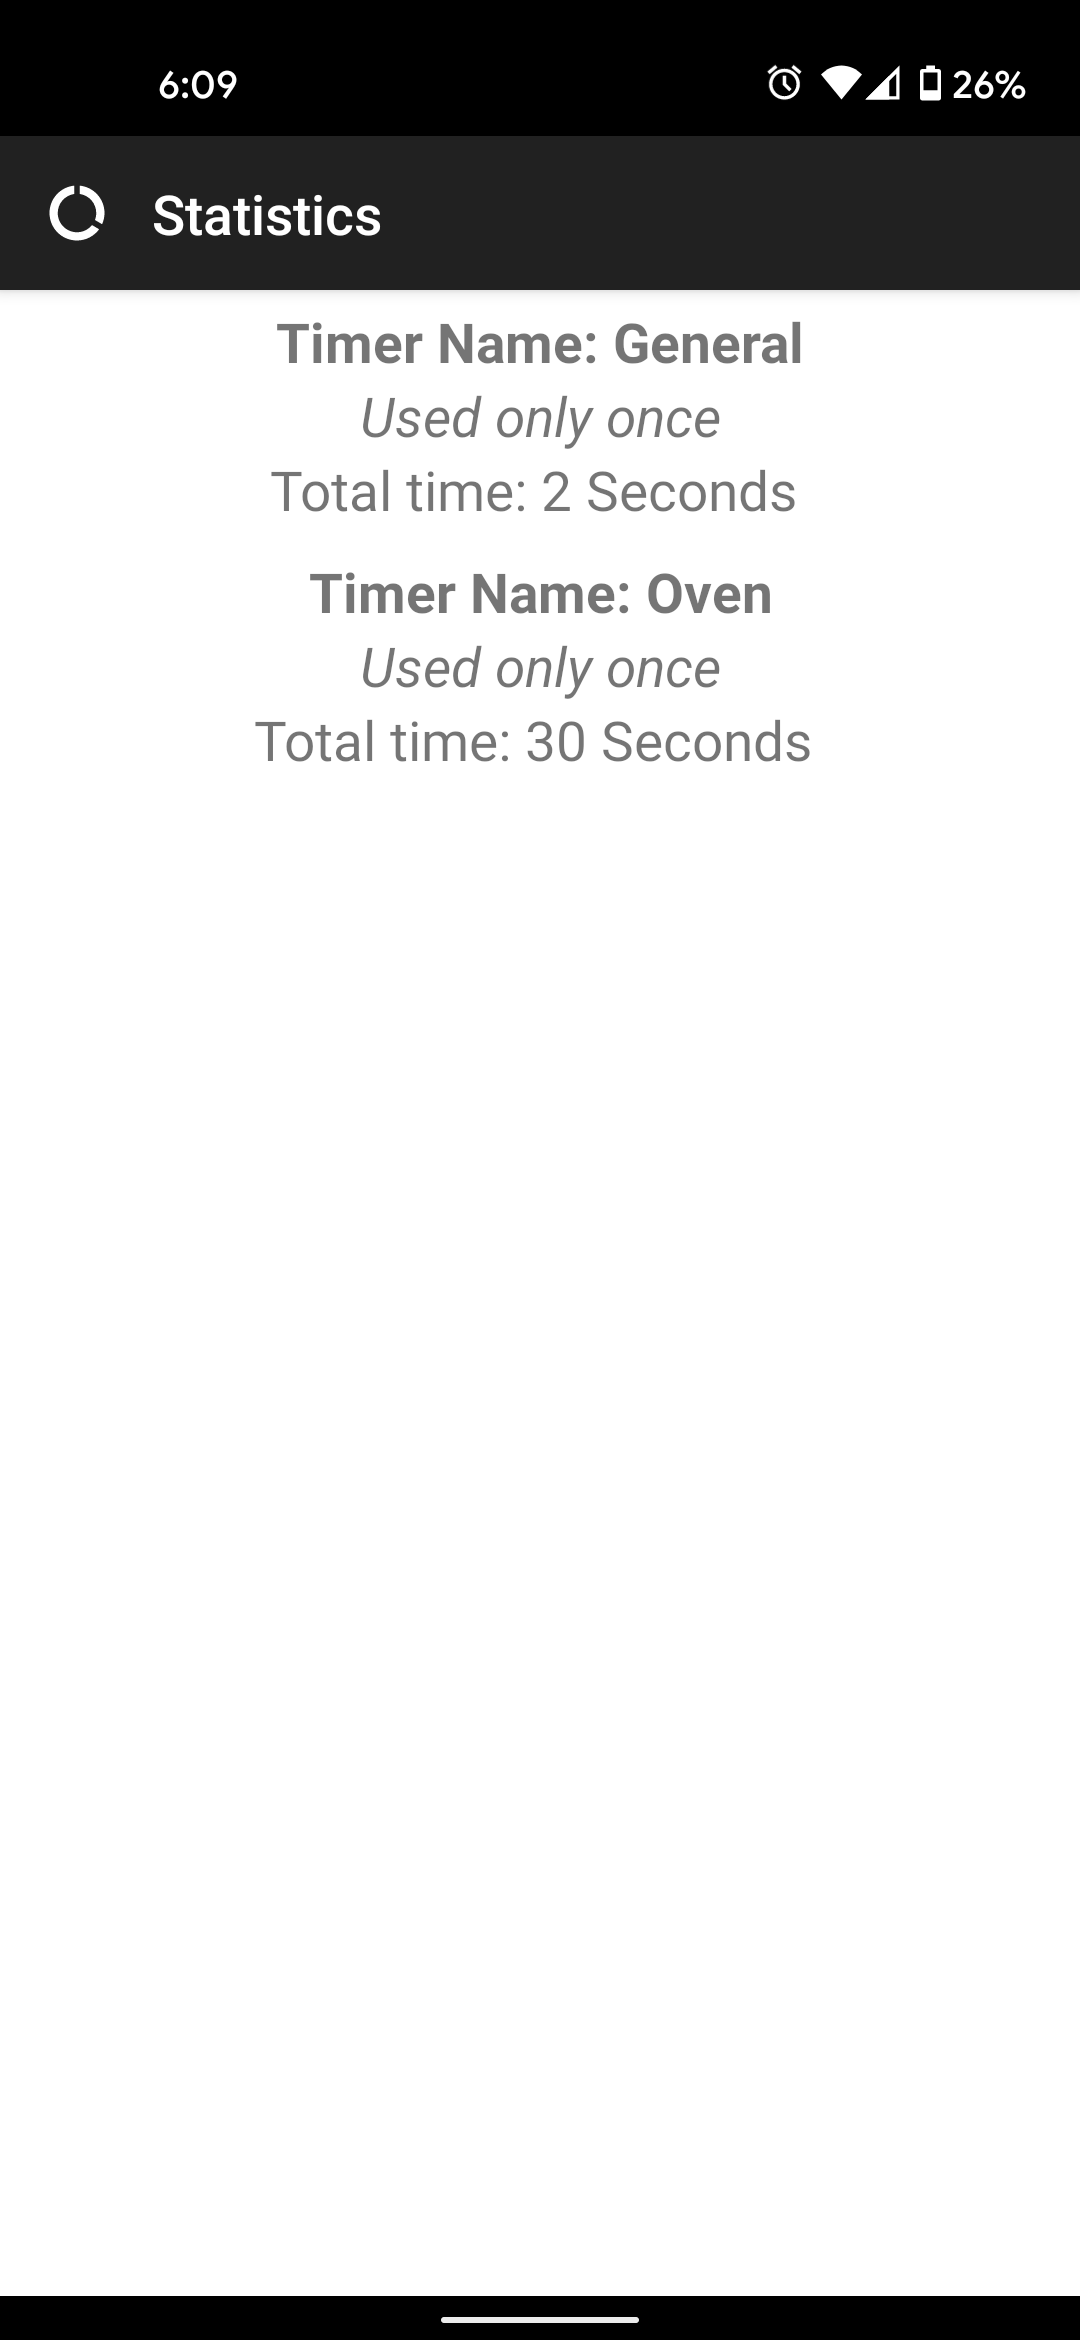 6:09
26%
Statistics
Timer Name: General
Used only once
Total time: 2 Seconds
Timer Name: Oven
Used only once
Total time: 30 Seconds